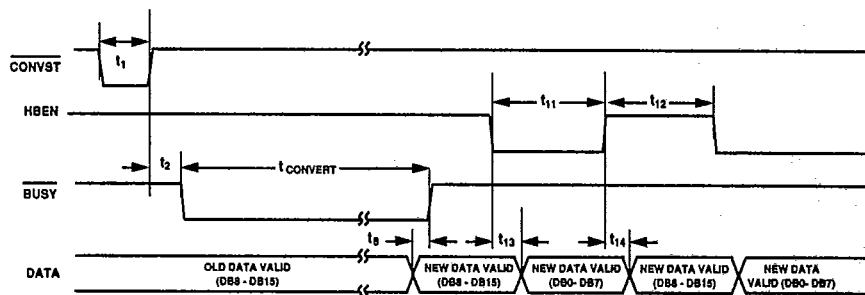 CONVST
t1
HBEN
t11
t12
t2
tCONVERT
BUSY
t8
t13
t14
DATA
OLD DATA VALID
(DB8 - DB15)
NEW DATA VALID
(DB8 - DB15)
NEW DATA VALID
(DB0- DB7)
NEW DATA VALID
(DB8 - DB15)
NEW DATA
VALID (DB0- DB7)